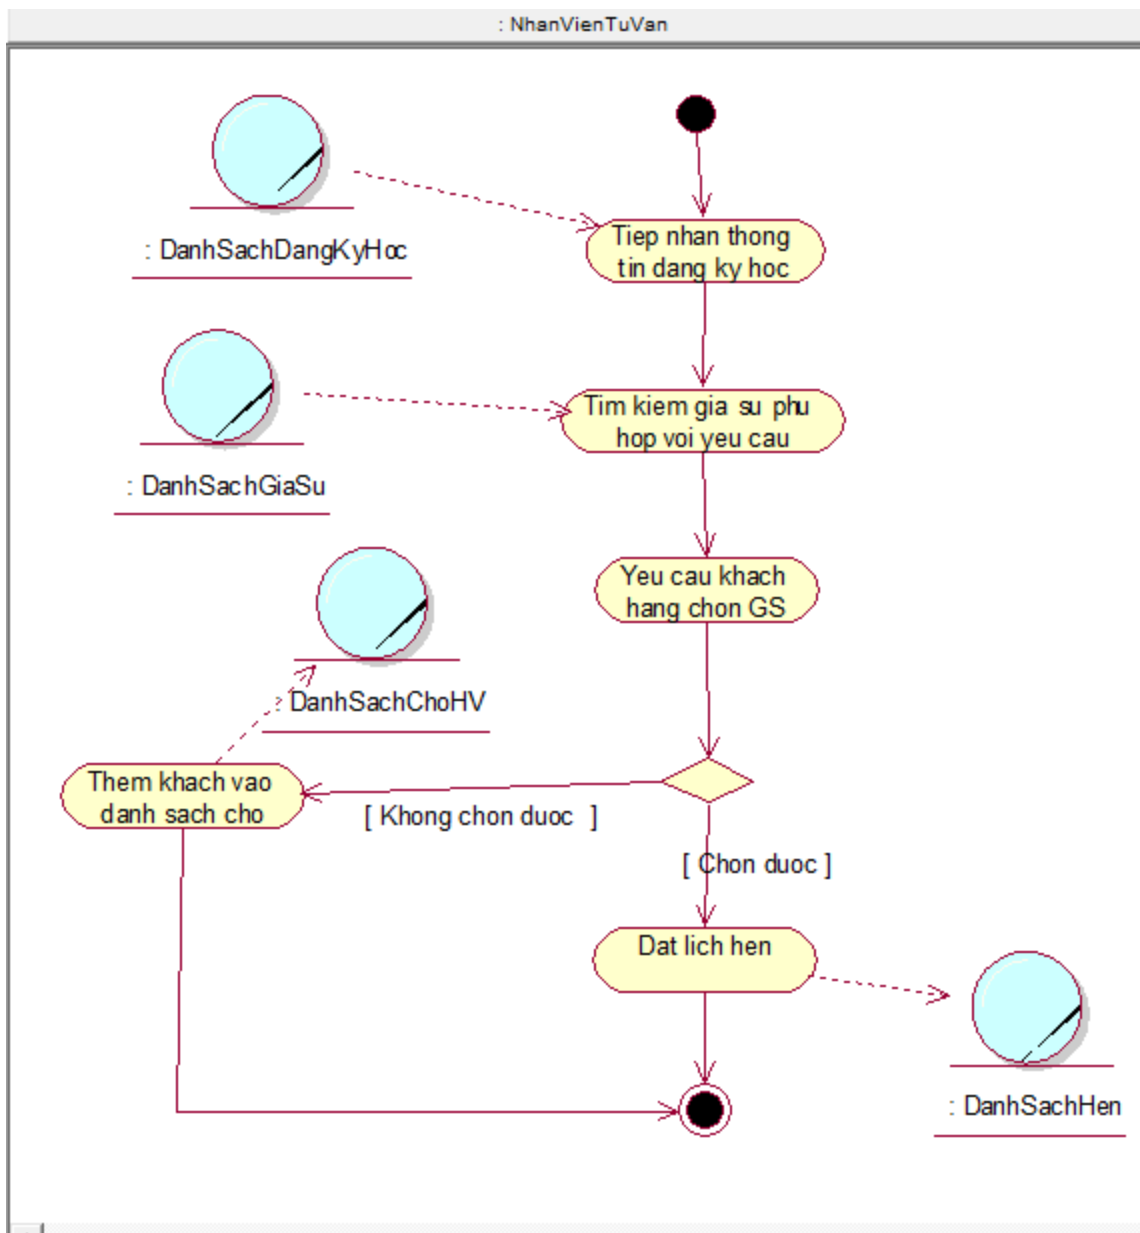 : NhanVienTuVan
: DanhSachDangKyHoc
Tiep nhan thong
tin dang ky hoc
Tim kiem gia su phu
hop voi yeu cau
: DanhSachGiaSu
Yeu cau khach
hang chon GS
: DanhSachChoHV
Them khach vao
danh sach cho
[ Khong chon duoc ]
[ Chon duoc ]
Dat lich hen
: DanhSachHen